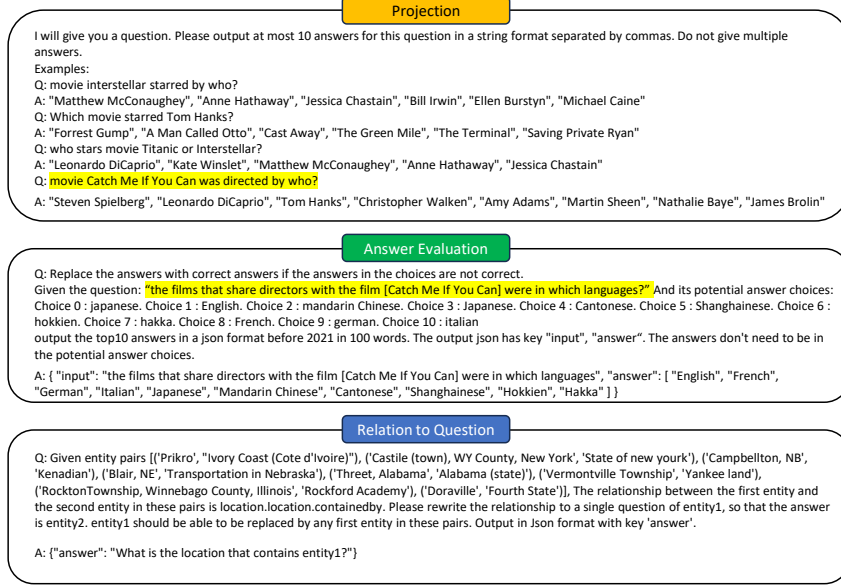 Projection
I will give you a question. Please output at most 10 answers for this question in a string format separated by commas. Do not give multiple
answers.
Examples:
Q: movie interstellar starred by who?
A: "Matthew McConaughey", "Anne Hathaway", "Jessica Chastain", "Bill Irwin", "Ellen Burstyn", "Michael Caine"
Q: Which movie starred Tom Hanks?
A: "Forrest Gump", "A Man Called Otto", "Cast Away", "The Green Mile", "The Terminal", "Saving Private Ryan"
Q: who stars movie Titanic or Interstellar?
A: "Leonardo DiCaprio", "Kate Winslet", "Matthew McConaughey", "Anne Hathaway", "Jessica Chastain"
Q: movie Catch Me If You Can was directed by who?
A: "Steven Spielberg", "Leonardo DiCaprio", "Tom Hanks", "Christopher Walken", "Amy Adams", "Martin Sheen", "Nathalie Baye", "James Brolin"
Answer Evaluation
Q: Replace the answers with correct answers if the answers in the choices are not correct.
Given the question: “the films that share directors with the film [Catch Me If You Can] were in which languages?” And its potential answer choices:
Choice 0 : japanese. Choice 1 : English. Choice 2 : mandarin Chinese. Choice 3 : Japanese. Choice 4 : Cantonese. Choice 5 : Shanghainese. Choice 6 :
hokkien. Choice 7 : hakka. Choice 8 : French. Choice 9 : german. Choice 10 : italian
output the top10 answers in a json format before 2021 in 100 words. The output json has key "input", "answer“. The answers don't need to be in
the potential answer choices.
A: { "input": "the films that share directors with the film [Catch Me If You Can] were in which languages", "answer": [ "English", "French",
"German", "Italian", "Japanese", "Mandarin Chinese", "Cantonese", "Shanghainese", "Hokkien", "Hakka" ] }
Relation to Question
Q: Given entity pairs [('Prikro', "Ivory Coast (Cote d'Ivoire)"), ('Castile (town), WY County, New York', 'State of new yourk'), ('Campbellton, NB',
'Kenadian'), ('Blair, NE', 'Transportation in Nebraska'), ('Threet, Alabama', 'Alabama (state)'), ('Vermontville Township', 'Yankee land'),
('RocktonTownship, Winnebago County, Illinois', 'Rockford Academy'), ('Doraville', 'Fourth State')], The relationship between the first entity and
the second entity in these pairs is location.location.containedby. Please rewrite the relationship to a single question of entity1, so that the answer
is entity2. entity1 should be able to be replaced by any first entity in these pairs. Output in Json format with key 'answer'.
A: {"answer": "What is the location that contains entity1?"}